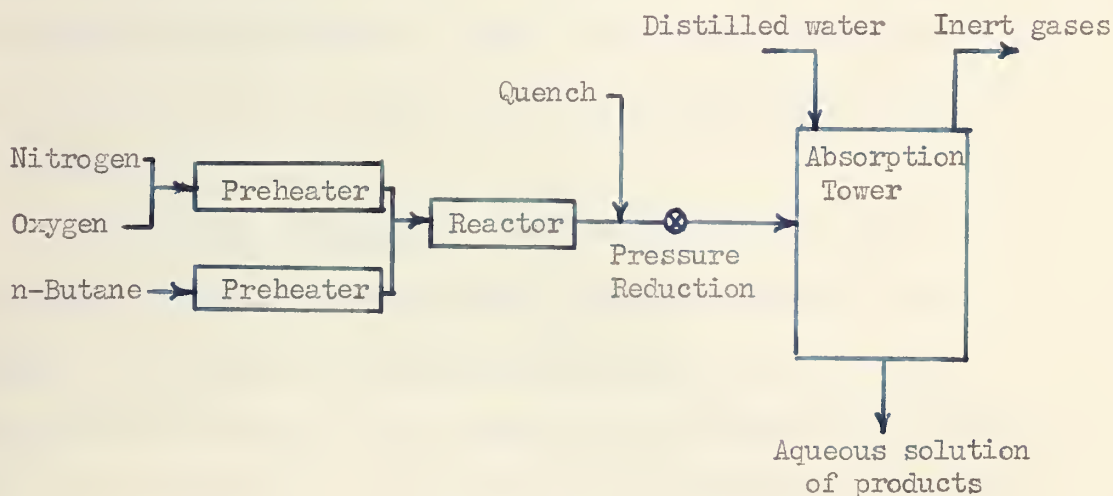 Distilled water
Inert gases
Quench
Nitrogen
Preheater
Absorption
Tower
Oxygen
Reactor
n-Butane
Preheater
Pressure
Reduction
Aqueous solution
of products